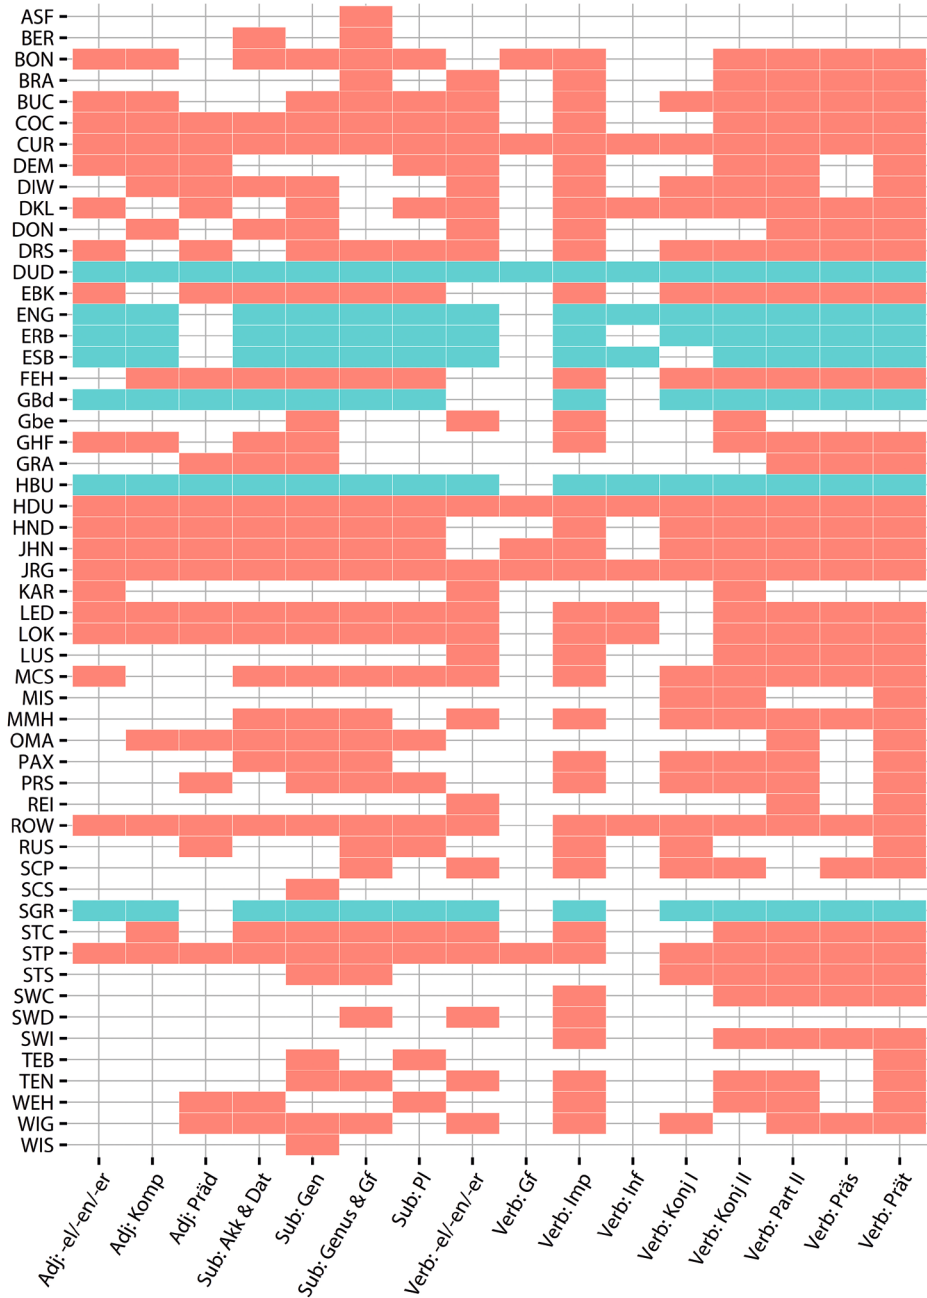 ASF
BER
BON
BRA
BUC
COC
CUR
DEM
DIW
DKL
DON
DRS
DUD
EBK
ENG
ERB
ESB
FEH
GBd
Gbe
GHF
GRA
HBU
HDU
HND
JHN
JRG
KAR
LED
LOK
LUS
MCS
MIS
MMH
OMA
PAX
PRS
REI
ROW
RUS
SCP
SCS
SGR
STC
STP
STS
SWC
SWD
SWI
TEB
TEN
WEH
WIG
WIS
Adj: -el/-en/-er
Adj: Komp
Adj: Präd
Sub: Akk & Dat
Sub: Gen
Sub: Genus & Gf
Sub: Pl
Verb: -el/-en/-er
Verb: Gf
Verb: Imp
Verb: Inf
Verb: Konj I
Verb: Konj II
Verb: Part II
Verb: Präs
Verb: Prät